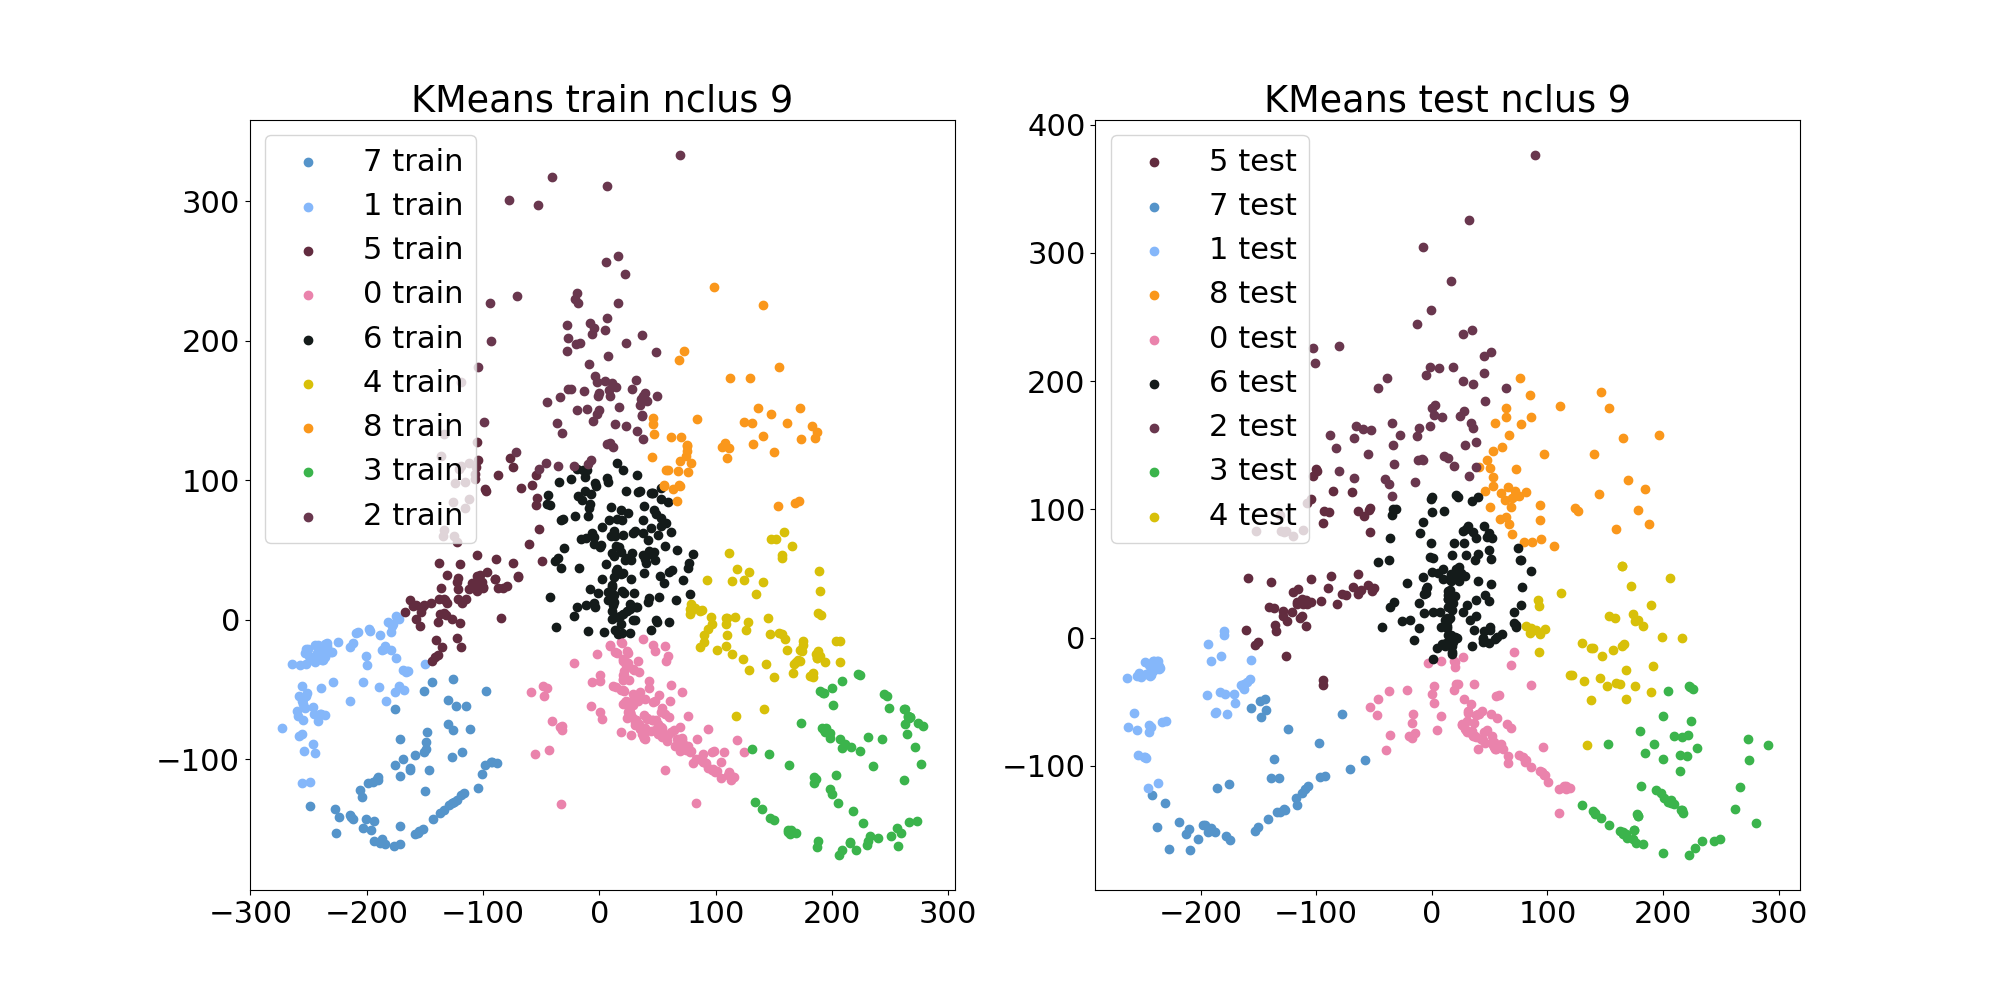 KMeans train nclus 9
7 train
1 train
5 train
0 train
6 train
4 train
8 train
3 train
2 train
300
200
100
0
−100
−300
−200
−100
0
100
200
300
KMeans test nclus 9
5 test
7 test
1 test
8 test
0 test
6 test
2 test
3 test
4 test
400
300
200
100
0
−100
−200
−100
0
100
200
300